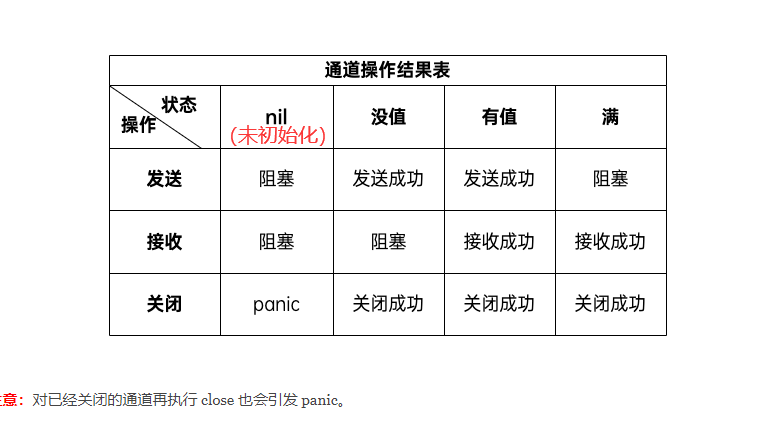 通道操作结果表
状态
操作
nil
(未初始化)
没值
有值
满
发送
阻塞
发送成功
发送成功
阻塞
接收
阻塞
阻塞
接收成功
接收成功
关闭
panic
关闭成功
关闭成功
关闭成功
意：对已经关闭的通道再执行 close 也会引发 panic。